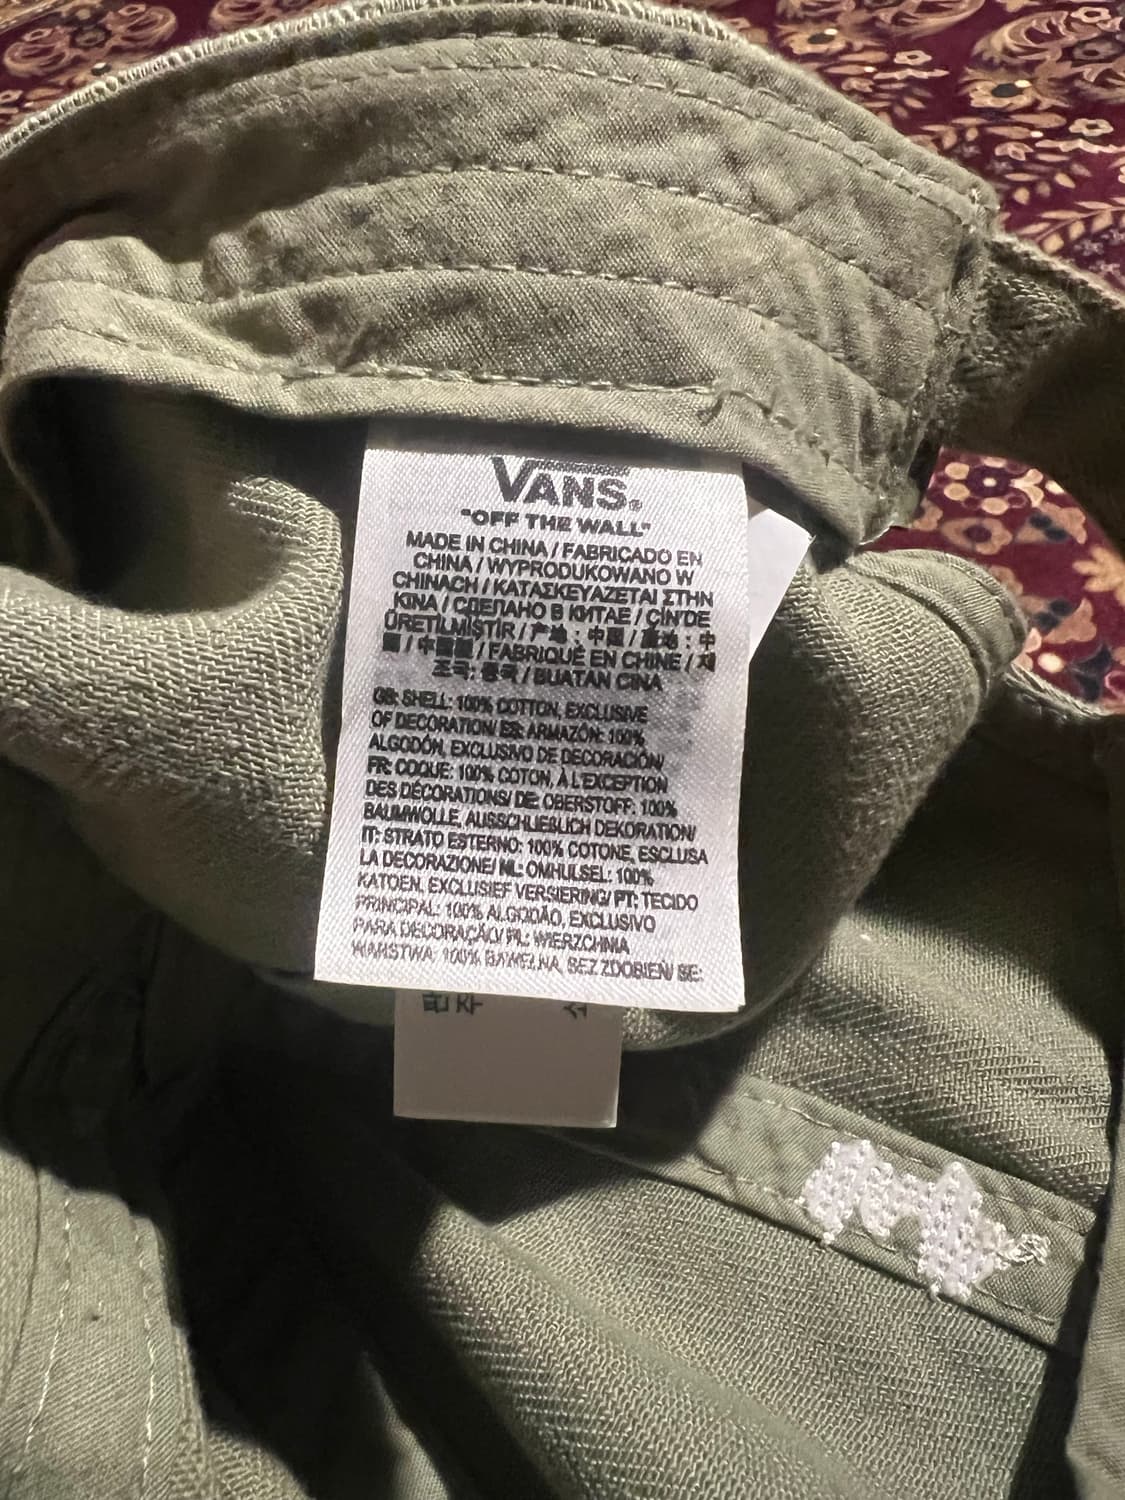 VANS®
"OFF THE WALL"
MADE IN CHINA / FABRICADO EN
CHINA / WYPRODUKOWANO W
CHINACH / ΚΑΤΑΣΚΕΥΑΖΕΤΑΙ ΣΤΗΝ
ΚΙΝΑ / СДЕЛАНО В КИТАЕ / ÇİN'DE
ÜRETİLMİŞTİR / 产地 : 中國 / 產地 : 中
國 / 中国製 / FABRIQUÉ EN CHINE / 제
조국: 중국 / BUATAN CINA
GB: SHELL: 100% COTTON, EXCLUSIVE
OF DECORATION/ ES: ARMAZÓN: 100%
ALGODÓN, EXCLUSIVO DE DECORACIÓN/
FR: COQUE: 100% COTON, À L'EXCEPTION
DES DÉCORATIONS/ DE: OBERSTOFF: 100%
BAUMWOLLE, AUSSCHLIEßLICH DEKORATION/
IT: STRATO ESTERNO: 100% COTONE, ESCLUSA
LA DECORAZIONE/ NL: OMHULSEL: 100%
KATOEN, EXCLUSIEF VERSIERING/ PT: TECIDO
PRINCIPAL: 100% ALGODÃO, EXCLUSIVO
PARA DECORAÇÃO/ PL: WIERZCHNIA
WARSTWA: 100% BAWEŁNA, BEZ ZDOBIEŃ/ SE: